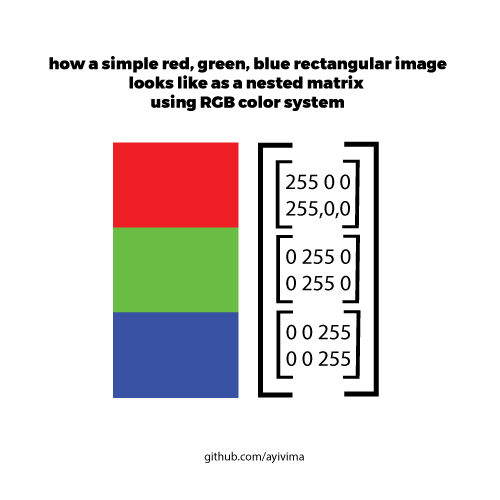 how a simple red, green, blue rectangular image
looks like as a nested matrix
using RGB color system
255 0 0
255,0,0
0 255 0
0 255 0
0 0 255
0 0 255
github.com/ayivima